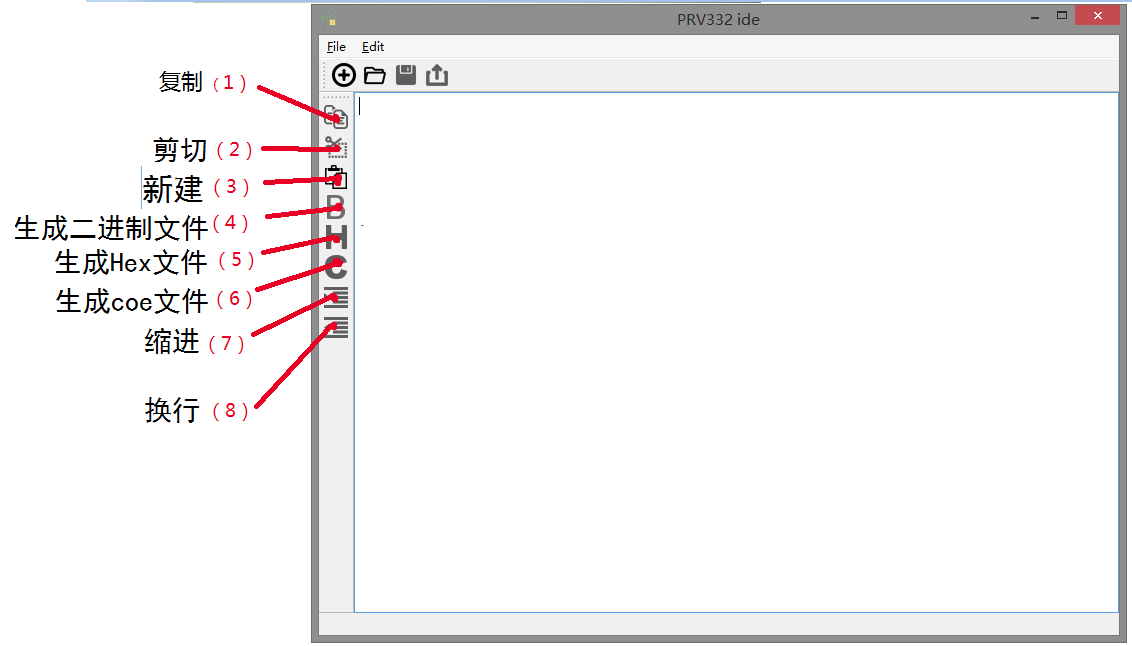 PRV332 ide
File Edit
复制（1）
剪切（2）
新建（3）
生成二进制文件（4）
生成Hex文件（5）
生成coe文件（6）
缩进（7）
换行（8）
B
H
C